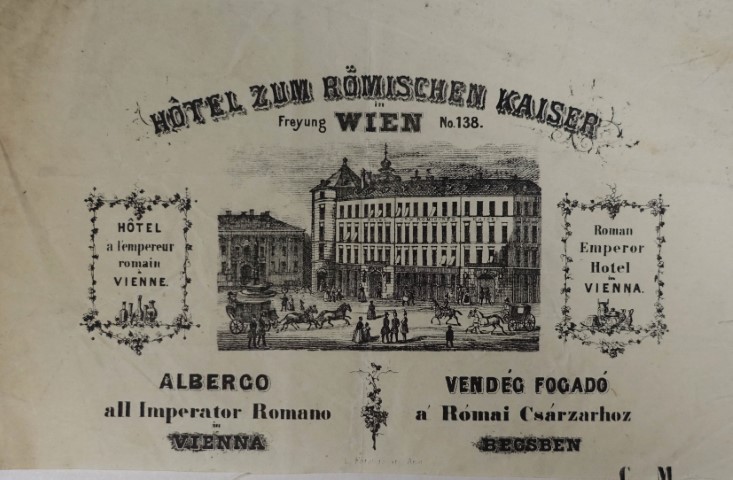 HÔTEL ZUM RÖMISCHEN KAISER
in
Freyung WIEN No. 138.
HÔTEL
a l'empereur
romain
à
VIENNE.
Roman
Emperor
Hotel
in
VIENNA.
ALBERGO
all Imperator Romano
in
VIENNA
VENDÉG FOGADÓ
a' Római Csárzarhoz
BECSBEN
C. M.